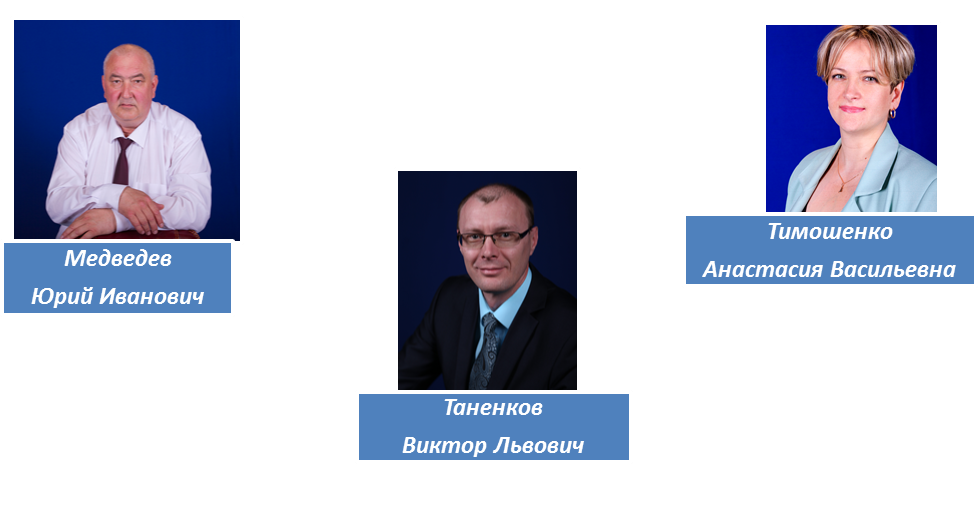 Медведев
Юрий Иванович
Таненков
Виктор Львович
Тимошенко
Анастасия Васильевна